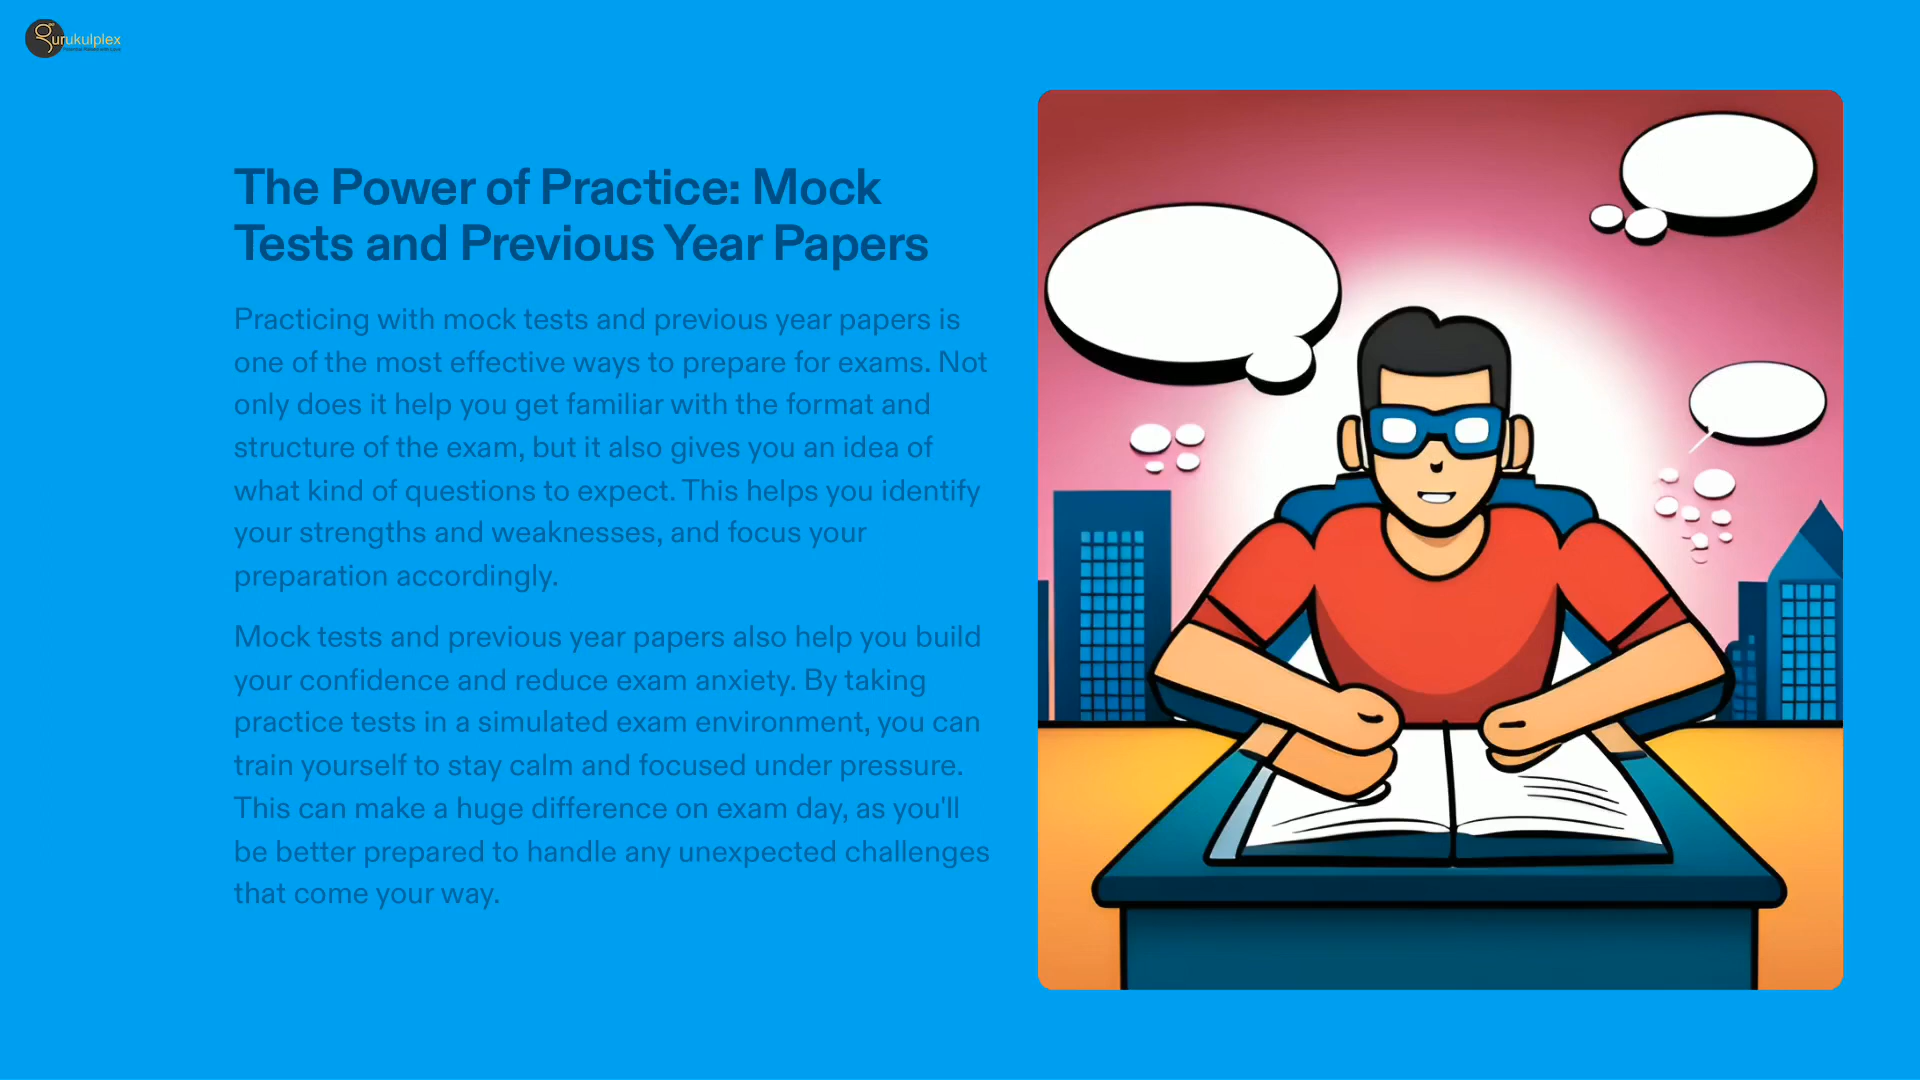 gurukulplex
The Power of Practice: Mock
Tests and Previous Year Papers
Practicing with mock tests and previous year papers is
one of the most effective ways to prepare for exams. Not
only does it help you get familiar with the format and
structure of the exam, but it also gives you an idea of
what kind of questions to expect. This helps you identify
your strengths and weaknesses, and focus your
preparation accordingly.
Mock tests and previous year papers also help you build
your confidence and reduce exam anxiety. By taking
practice tests in a simulated exam environment, you can
train yourself to stay calm and focused under pressure.
This can make a huge difference on exam day, as you'll
be better prepared to handle any unexpected challenges
that come your way.